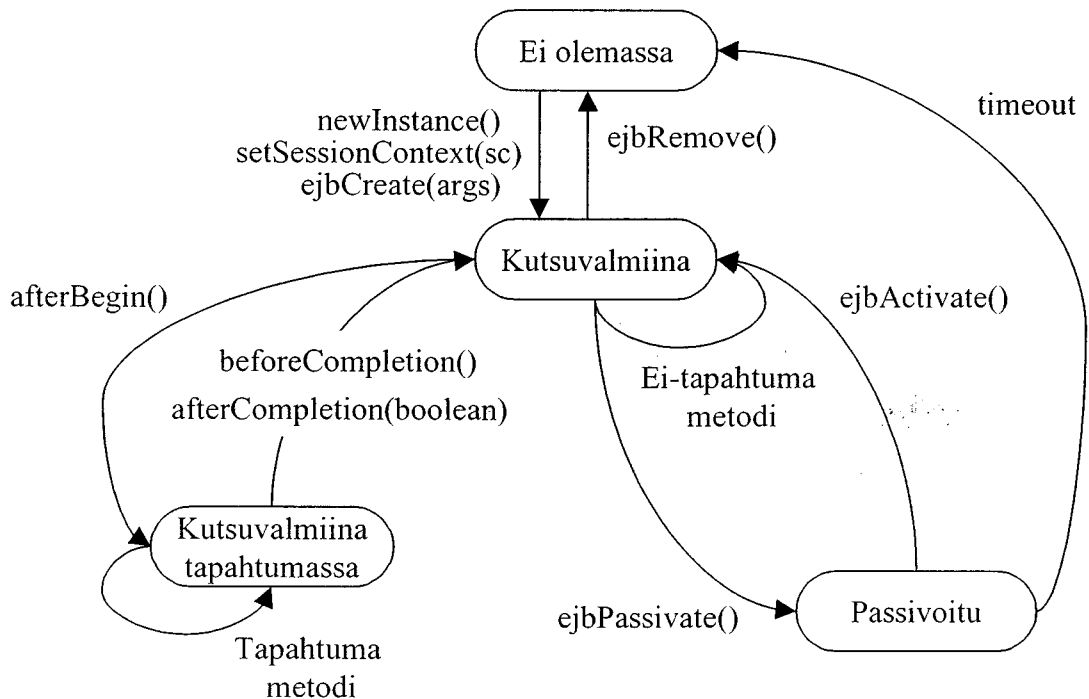 Ei olemassa
timeout
newInstance()
setSessionContext(sc)
ejbCreate(args)
ejbRemove()
Kutsuvalmiina
afterBegin()
ejbActivate()
beforeCompletion()
afterCompletion(boolean)
Ei-tapahtuma
metodi
Kutsuvalmiina
tapahtumassa
ejbPassivate()
Passivoitu
Tapahtuma
metodi